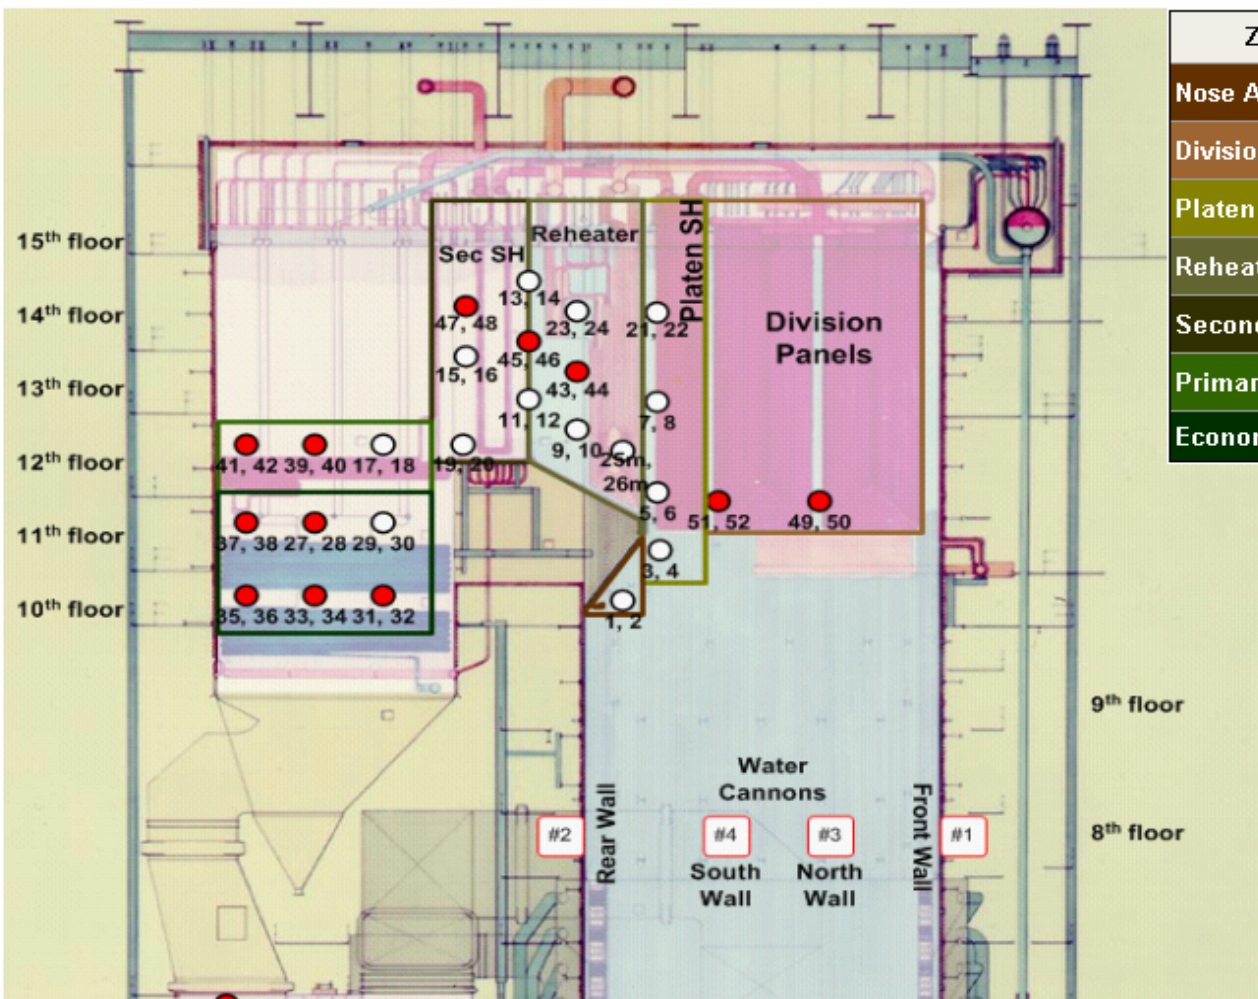 Z
Nose A
Divisio
Platen
Reheat
Second
Primar
Econor
15th floor
14th floor
13th floor
12th floor
11th floor
10th floor
9th floor
8th floor
Sec SH
Reheater
Platen SH
Division
Panels
13, 14
47, 48
23, 24
21, 22
45, 46
15, 16
43, 44
11, 12
7, 8
9, 10
25m,
26m
41, 42
39, 40
17, 18
19, 20
5, 6
51, 52
49, 50
37, 38
27, 28
29, 30
3, 4
35, 36
33, 34
31, 32
1, 2
Water
Cannons
Rear Wall
Front Wall
#2
#4
#3
#1
South
Wall
North
Wall